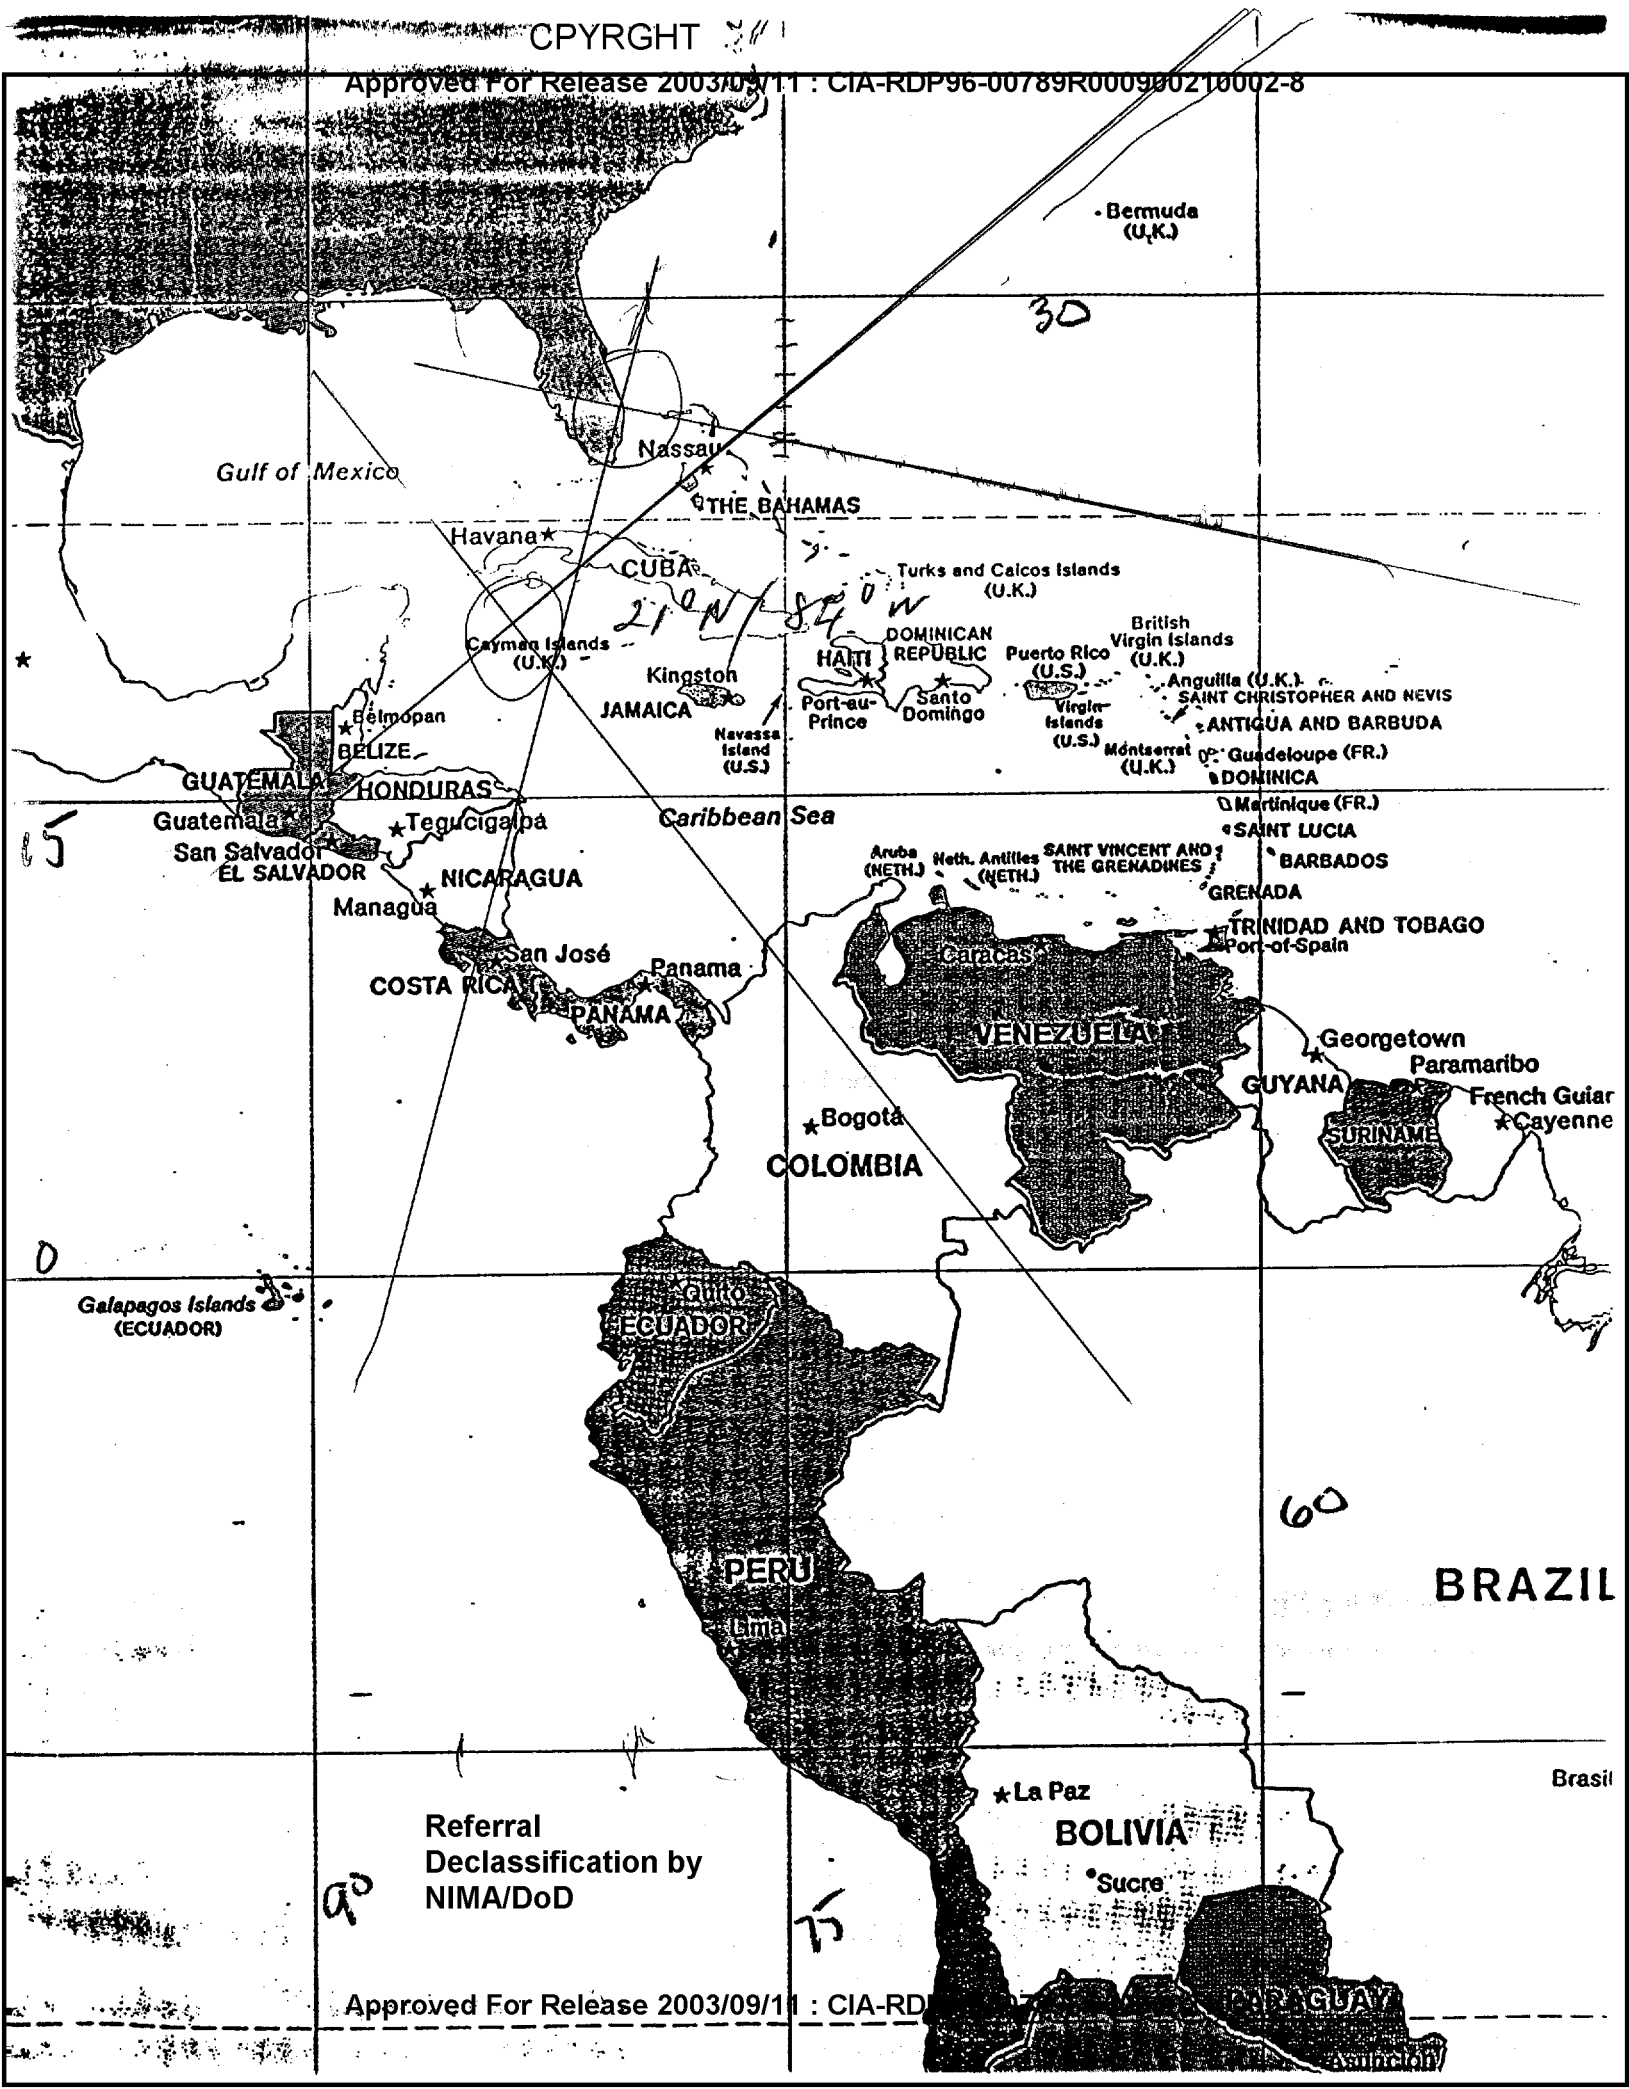 CPYRGHT
Approved For Release 2003/09/11 : CIA-RDP96-00789R000900210002-8
Bermuda
(U.K.)
30
Nassau
Gulf of Mexico
THE BAHAMAS
Havana
CUBA
Turks and Caicos Islands
(U.K.)
21°N/84°W
Cayman Islands
(U.K.)
HAITI
DOMINICAN
REPUBLIC
Puerto Rico
(U.S.)
British
Virgin Islands
(U.K.)
Kingston
JAMAICA
Port-au-
Prince
Santo
Domingo
Virgin
Islands
(U.S.)
Anguilla (U.K.)
SAINT CHRISTOPHER AND NEVIS
ANTIGUA AND BARBUDA
Navassa
Island
(U.S.)
Montserrat
(U.K.)
Guadeloupe (FR.)
DOMINICA
Belmopan
BELIZE
GUATEMALA
HONDURAS
Martinique (FR.)
Guatemala
Tegucigalpa
Caribbean Sea
SAINT LUCIA
15
San Salvador
EL SALVADOR
NICARAGUA
Managua
Aruba
(NETH.)
Neth. Antilles
(NETH.)
SAINT VINCENT AND
THE GRENADINES
BARBADOS
GRENADA
TRINIDAD AND TOBAGO
Port-of-Spain
San José
COSTA RICA
Panama
PANAMA
Caracas
VENEZUELA
Georgetown
GUYANA
Paramaribo
French Guian
Cayenne
SURINAME
Bogotá
COLOMBIA
0
Galapagos Islands
(ECUADOR)
Quito
ECUADOR
60
PERU
Lima
BRAZIL
La Paz
BOLIVIA
Sucre
Brasil
Referral
Declassification by
NIMA/DoD
90
75
Approved For Release 2003/09/11 : CIA-RD
PARAGUAY
Asunción